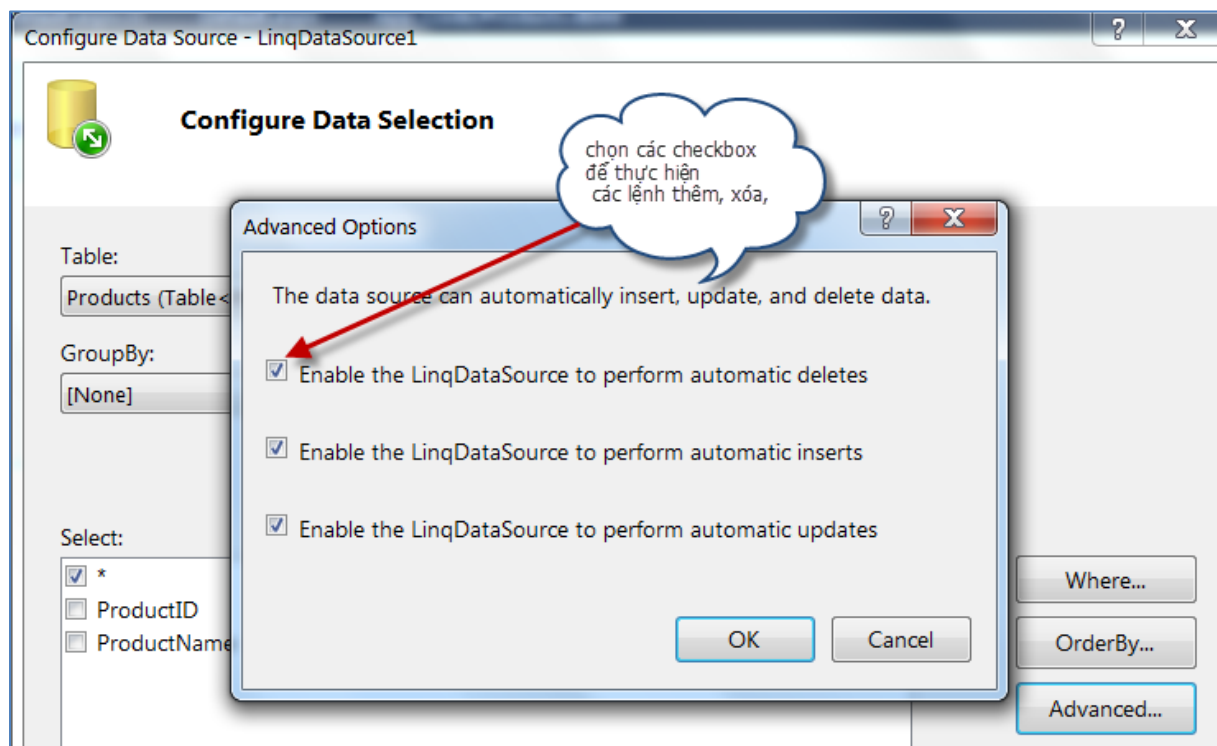 Configure Data Source - LinqDataSource1
Configure Data Selection
chọn các checkbox
để thực hiện
các lệnh thêm, xóa,
Advanced Options
Table:
Products (Table<
The data source can automatically insert, update, and delete data.
GroupBy:
[None]
Enable the LinqDataSource to perform automatic deletes
Enable the LinqDataSource to perform automatic inserts
Enable the LinqDataSource to perform automatic updates
Select:
*
ProductID
ProductName
Where...
OK
Cancel
OrderBy...
Advanced...